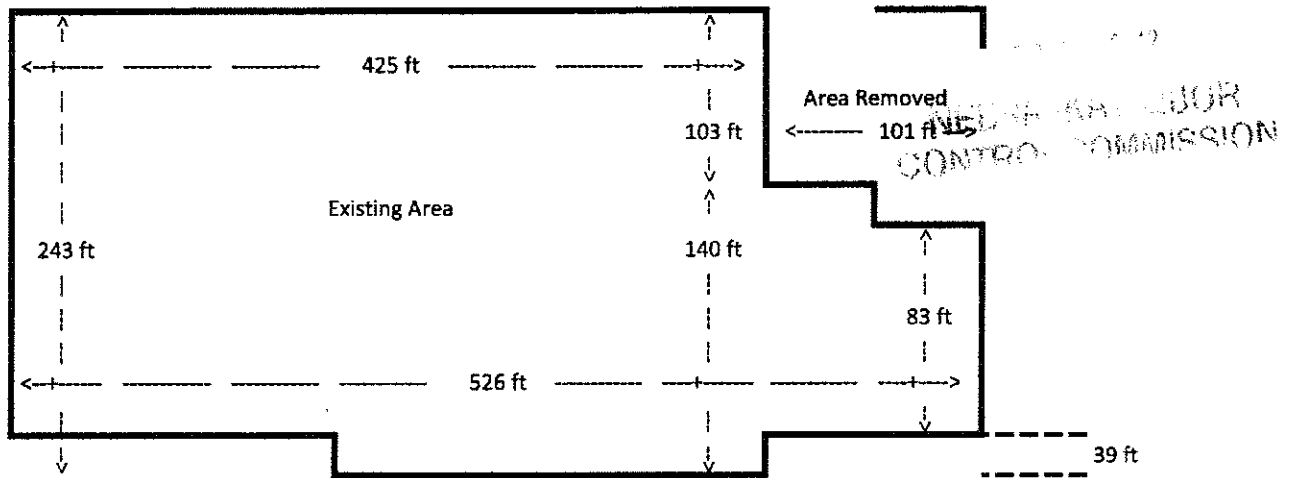 425 ft
Area Removed
103 ft
101 ft
CONTROL COMMISSION
Existing Area
243 ft
140 ft
83 ft
526 ft
39 ft